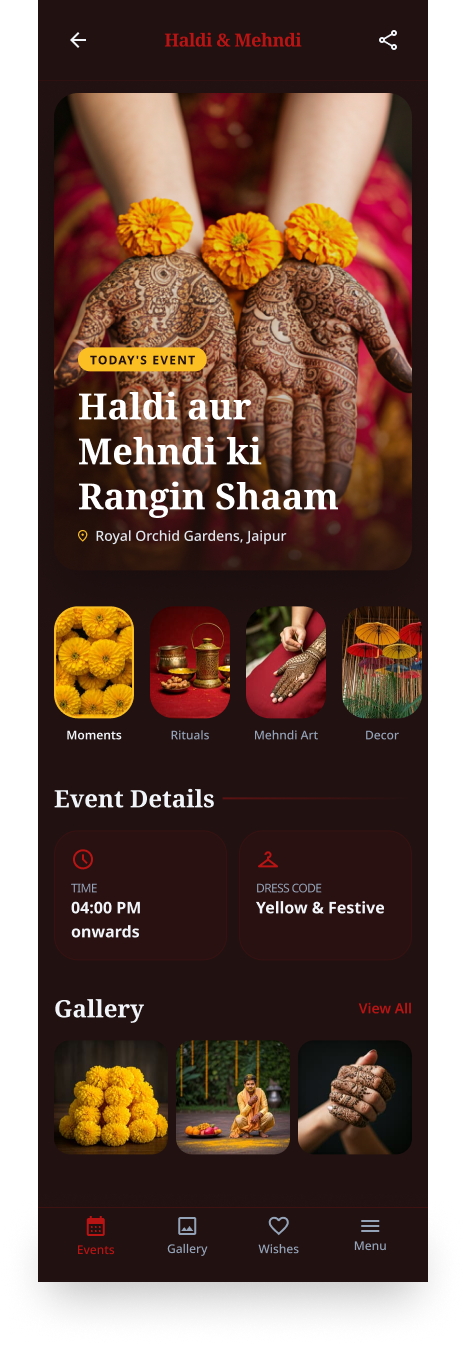 Haldi & Mehndi
TODAY'S EVENT
Haldi aur
Mehndi ki
Rangin Shaam
Royal Orchid Gardens, Jaipur
Moments
Rituals
Mehndi Art
Decor
Event Details
TIME
04:00 PM
onwards
DRESS CODE
Yellow & Festive
Gallery
View All
Events
Gallery
Wishes
Menu